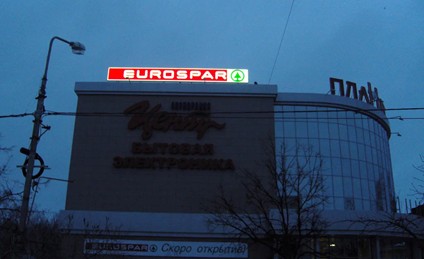 EUROSPAR
Центр
БЫТОВАЯ
ЭЛЕКТРОНИКА
EUROSPAR Скоро открытие!